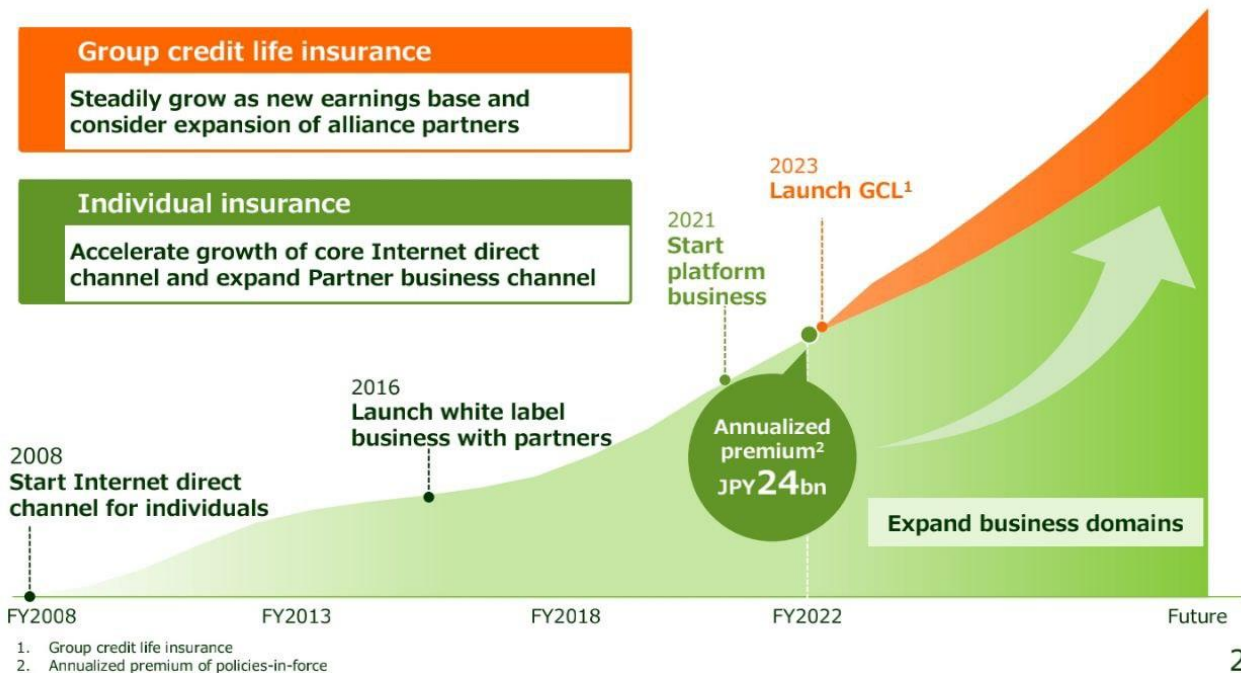 Group credit life insurance
Steadily grow as new earnings base and
consider expansion of alliance partners
Individual insurance
Accelerate growth of core Internet direct
channel and expand Partner business channel
2008
Start Internet direct
channel for individuals
2016
Launch white label
business with partners
2021
Start
platform
business
2023
Launch GCL¹
Annualized
premium²
JPY24bn
Expand business domains
FY2008
FY2013
FY2018
FY2022
Future
1. Group credit life insurance
2. Annualized premium of policies-in-force
2